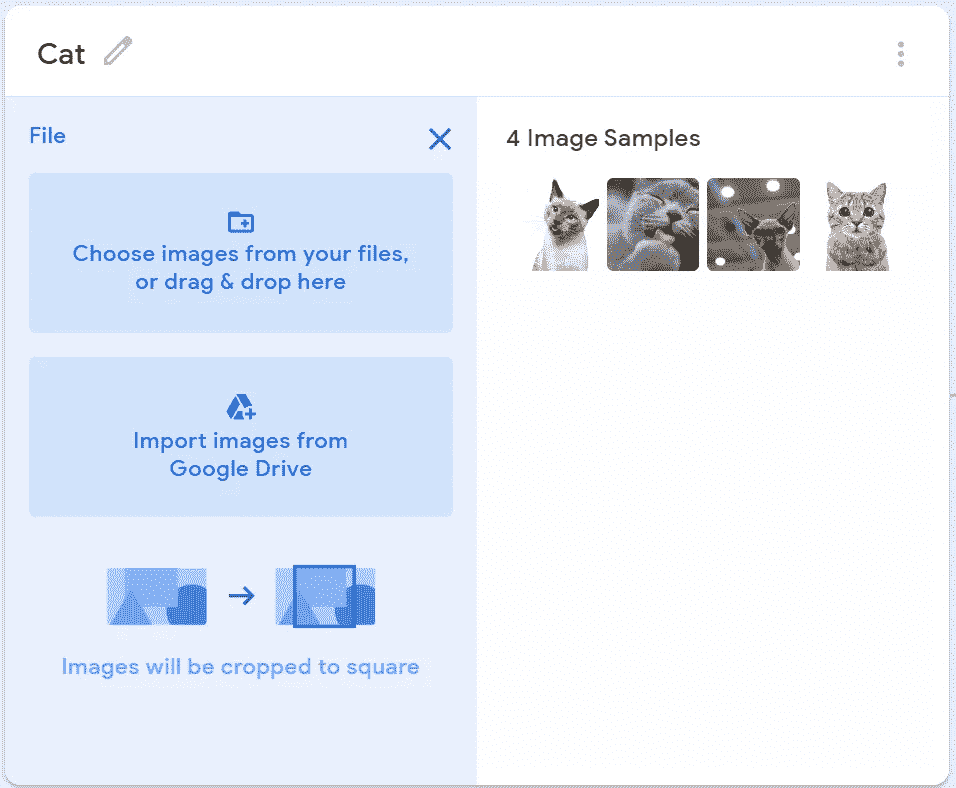 Cat
File
4 Image Samples
Choose images from your files,
or drag & drop here
Import images from
Google Drive
Images will be cropped to square